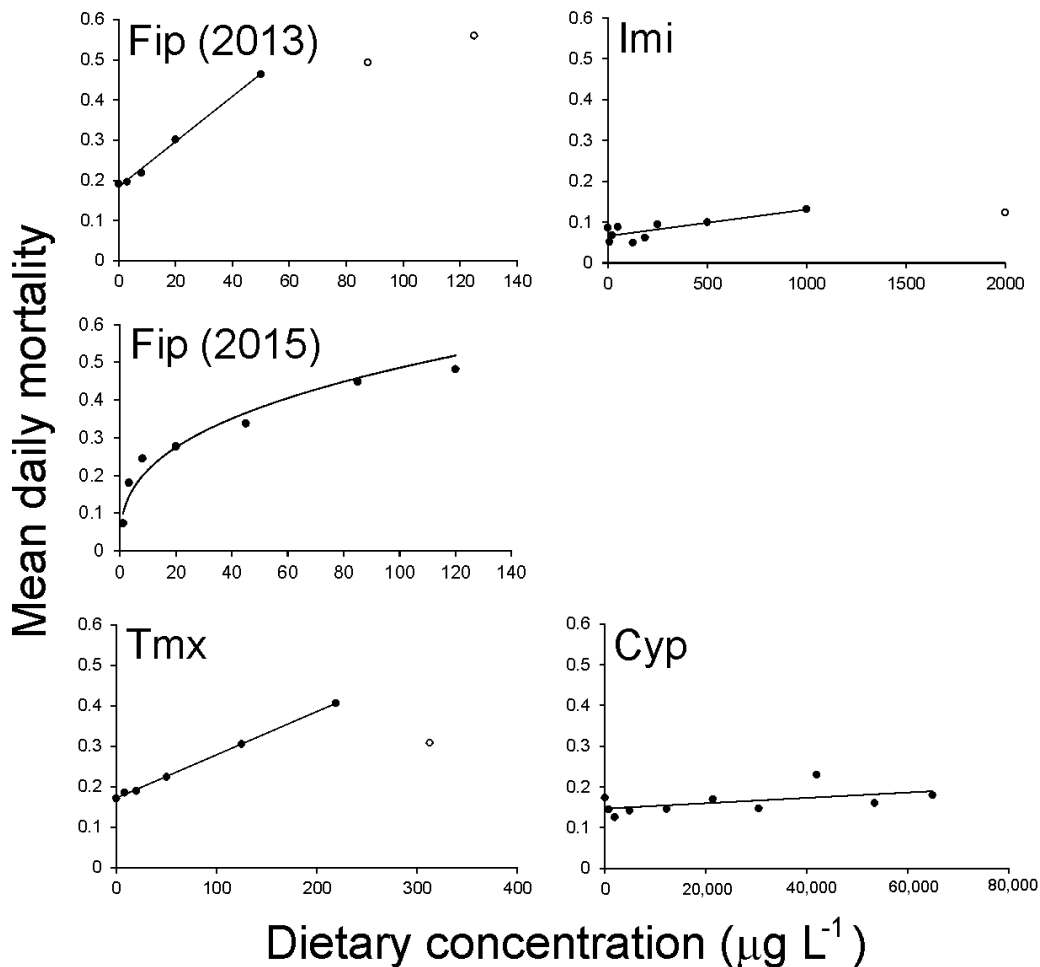 Mean daily mortality
Fip (2013)
0.6
0.5
0.4
0.3
0.2
0.1
0
0 20 40 60 80 100 120 140
Imi
0.6
0.5
0.4
0.3
0.2
0.1
0
0 500 1000 1500 2000
Fip (2015)
0.6
0.5
0.4
0.3
0.2
0.1
0
0 20 40 60 80 100 120 140
Tmx
0.6
0.5
0.4
0.3
0.2
0.1
0
0 100 200 300 400
Cyp
0.6
0.5
0.4
0.3
0.2
0.1
0
0 20,000 40,000 60,000 80,000
Dietary concentration (µg L⁻¹)